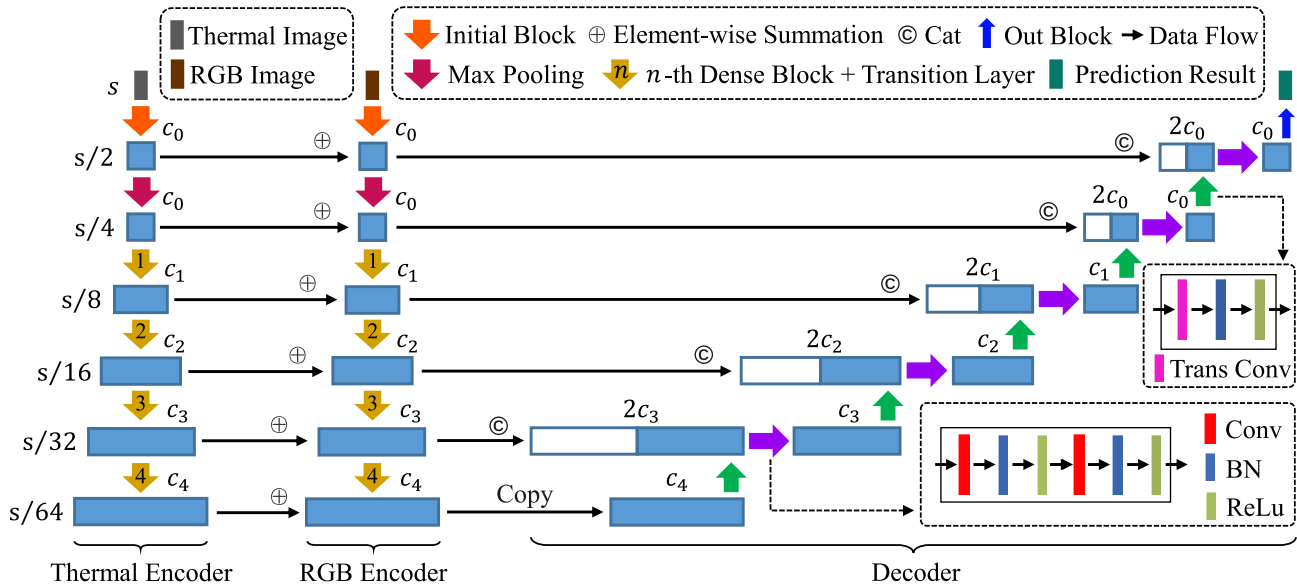 Thermal Image
RGB Image
Initial Block ⊕ Element-wise Summation © Cat Out Block Data Flow
Max Pooling n n-th Dense Block + Transition Layer Prediction Result
s
c0 c0 2c0 c0
s/2 ⊕ ©
c0 c0 2c0 c0
s/4 ⊕ ©
1 c1 1 c1 2c1 c1
s/8 ⊕ ©
2 c2 2 c2 2c2 c2
s/16 ⊕ ©
Trans Conv
3 c3 3 c3 2c3 c3
s/32 ⊕ ©
Conv
BN
ReLu
4 c4 4 c4 c4
s/64 ⊕ Copy
Thermal Encoder RGB Encoder Decoder